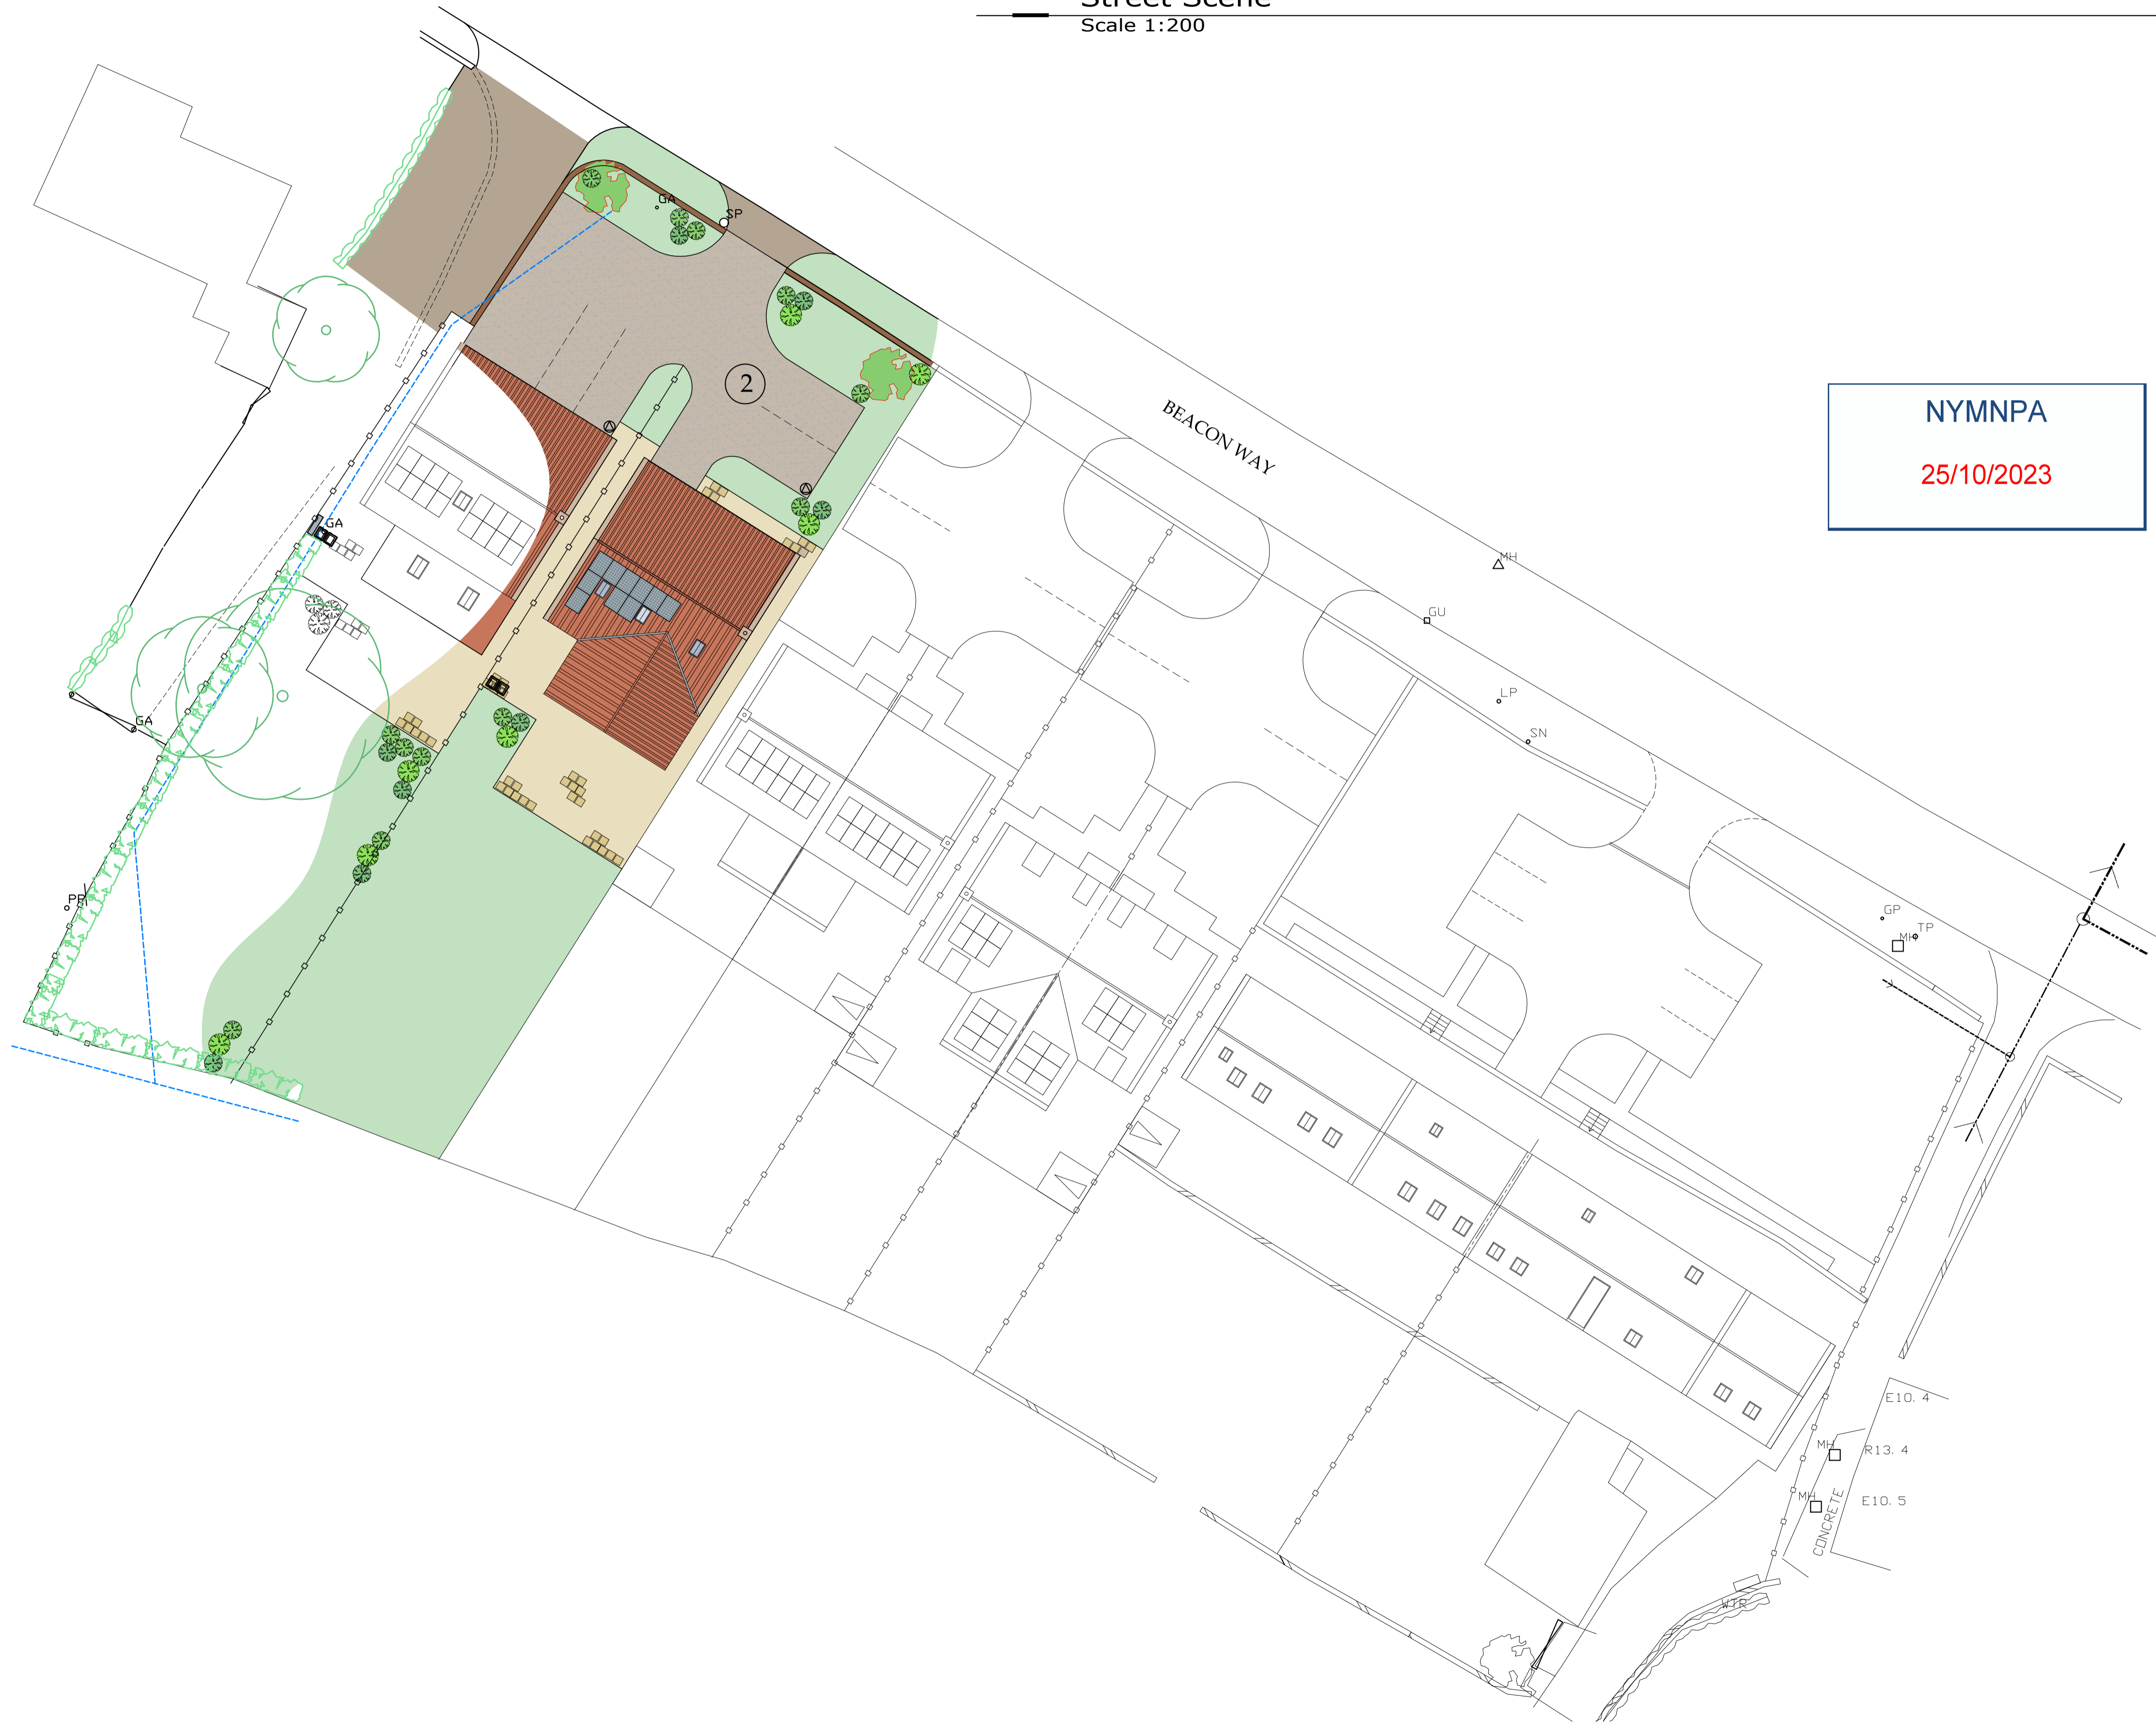 Street Scene
Scale 1:200
GA
SP
2
BEACON WAY
NYMNPA
25/10/2023
GA
MH
GU
LP
GA
SN
PP
GP
TP
MH
E10. 4
MH
R13. 4
MH
E10. 5
CONCRETE
WTR